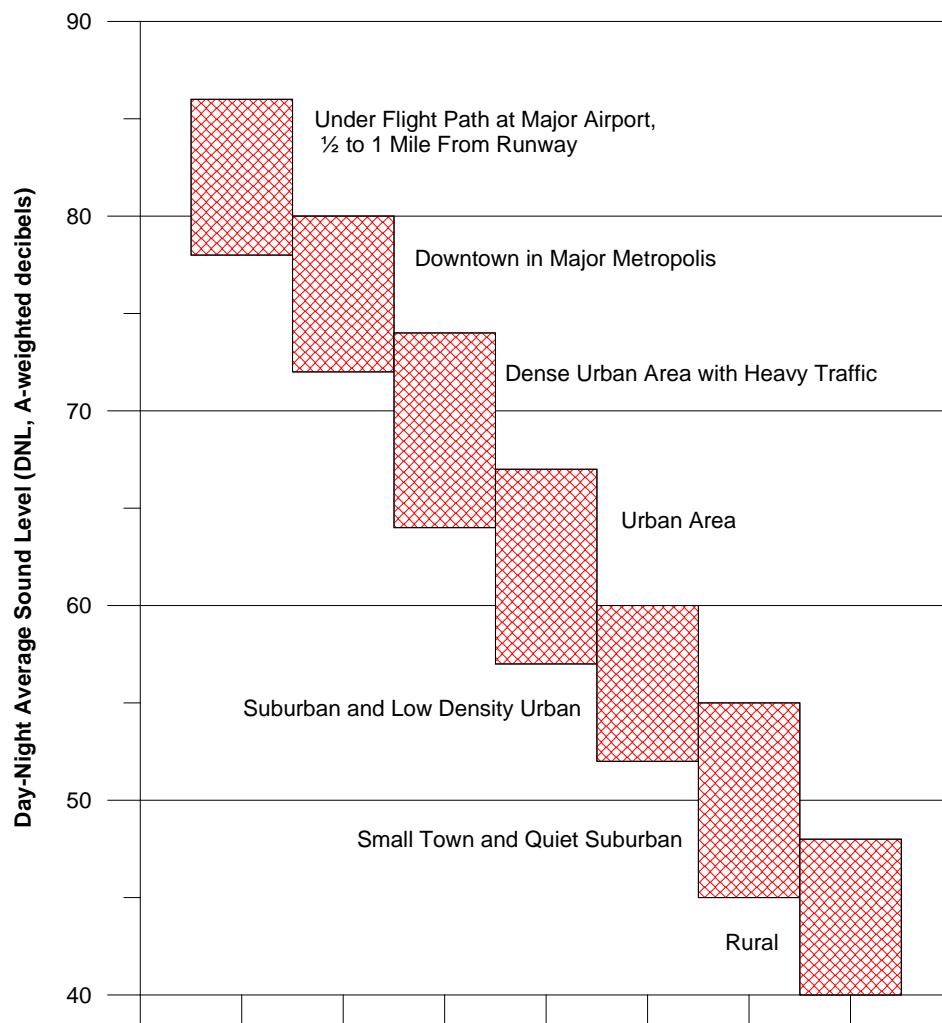 90
Under Flight Path at Major Airport,
½ to 1 Mile From Runway
80
Downtown in Major Metropolis
Dense Urban Area with Heavy Traffic
70
Urban Area
60
Suburban and Low Density Urban
50
Small Town and Quiet Suburban
Rural
40
Day-Night Average Sound Level (DNL, A-weighted decibels)